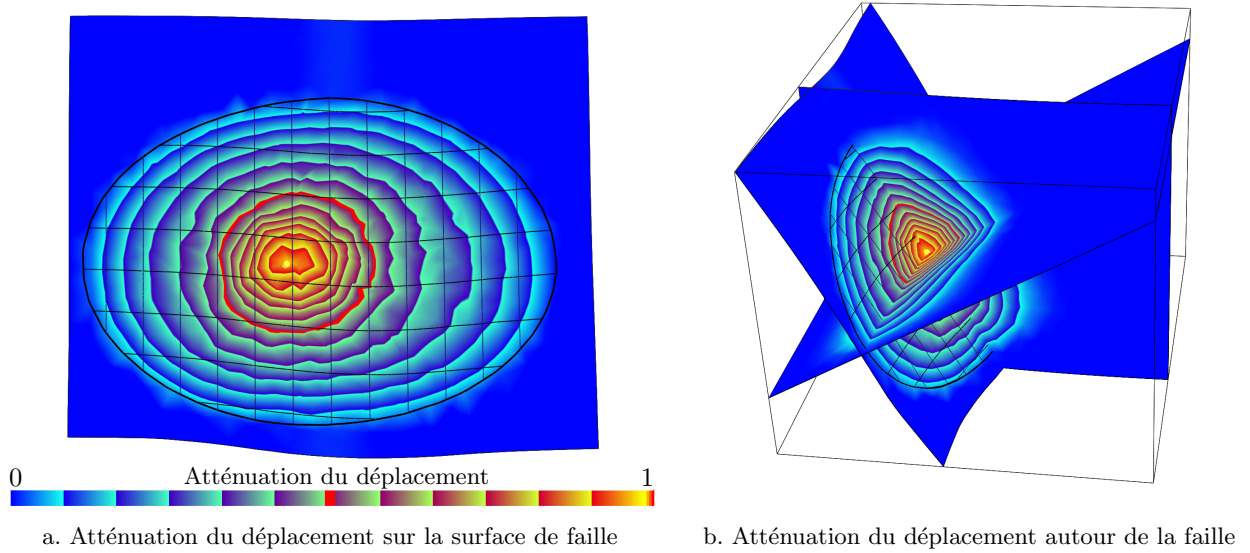 0 Atténuation du déplacement 1
a. Atténuation du déplacement sur la surface de faille
b. Atténuation du déplacement autour de la faille